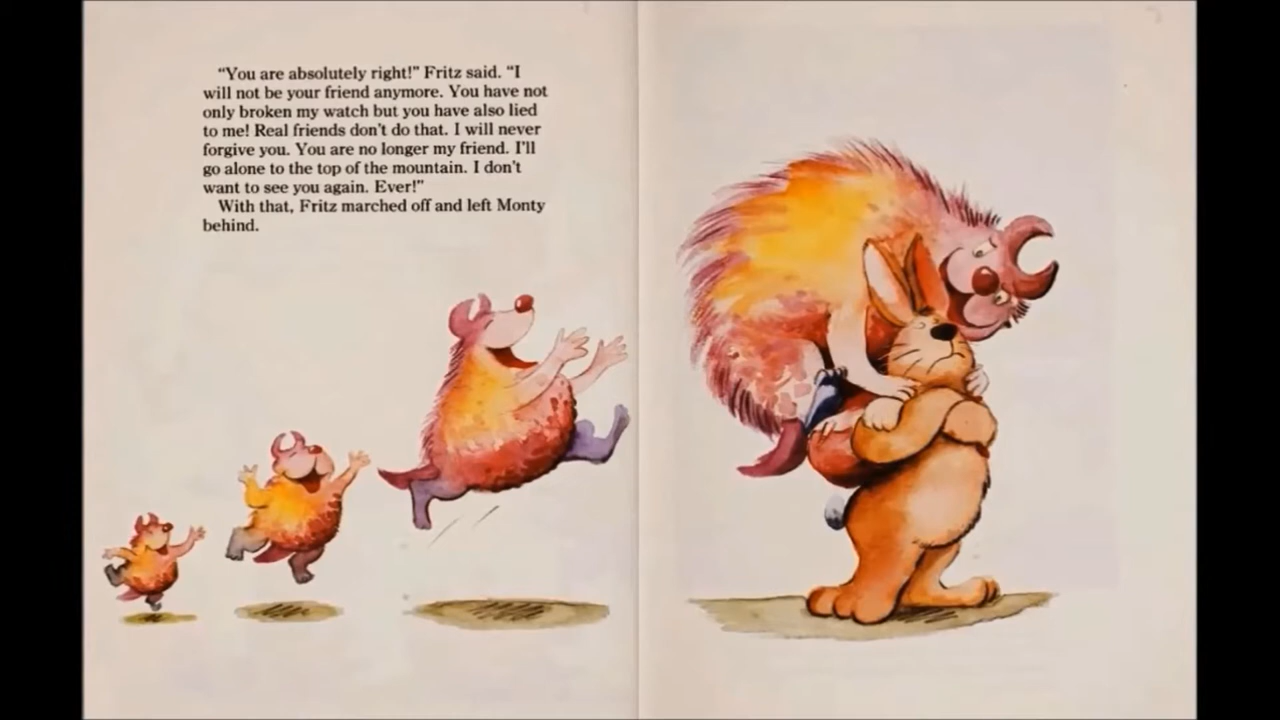 “You are absolutely right!” Fritz said. “I
will not be your friend anymore. You have not
only broken my watch but you have also lied
to me! Real friends don’t do that. I will never
forgive you. You are no longer my friend. I’ll
go alone to the top of the mountain. I don’t
want to see you again. Ever!”
With that, Fritz marched off and left Monty
behind.